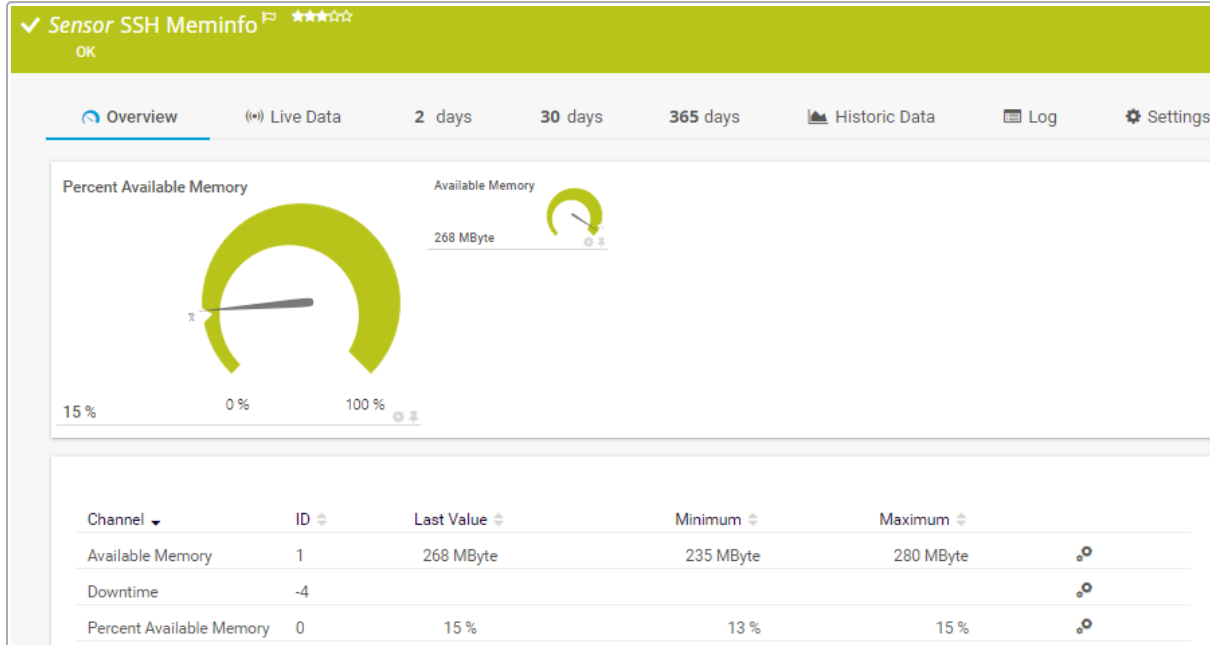 Sensor SSH Meminfo
OK
Overview Live Data 2 days 30 days 365 days Historic Data Log Settings
Percent Available Memory
15 %
0 %
100 %
Available Memory
268 MByte
Channel ID Last Value Minimum Maximum
Available Memory 1 268 MByte 235 MByte 280 MByte
Downtime -4
Percent Available Memory 0 15 % 13 % 15 %